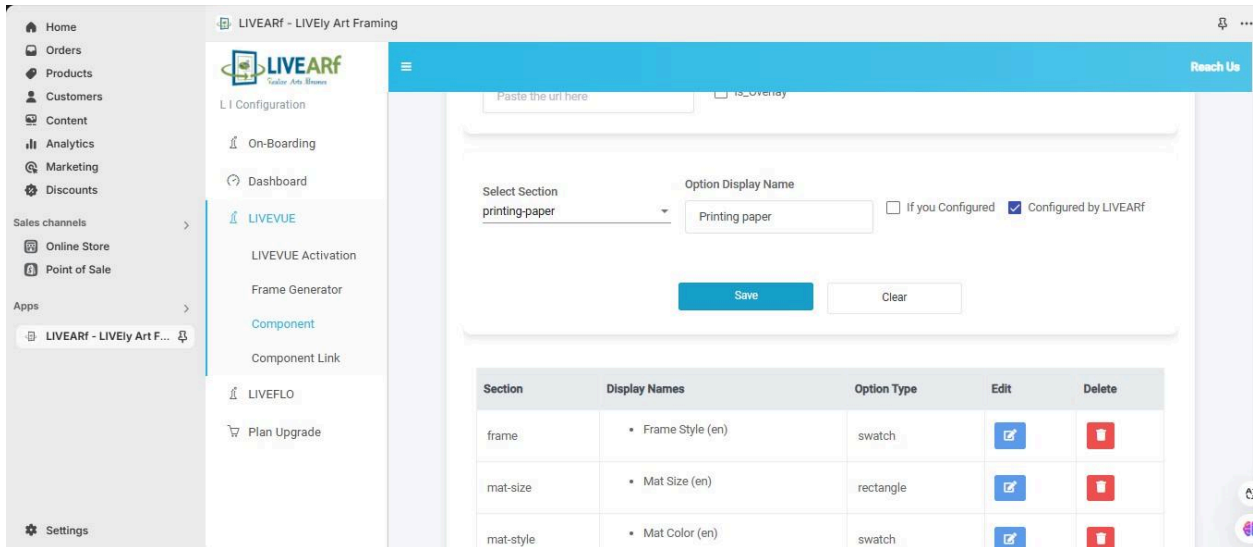 LIVEARf - LIVEly Art Framing
Home
Orders
Products
Customers
Content
Analytics
Marketing
Discounts
Sales channels
Online Store
Point of Sale
Apps
LIVEARf - LIVEly Art F...
Settings
LIVEARf
Realize Arts Aliveness
L I Configuration
On-Boarding
Dashboard
LIVEVUE
LIVEVUE Activation
Frame Generator
Component
Component Link
LIVEFLO
Plan Upgrade
Reach Us
Paste the url here
Is_Overlay
Select Section
printing-paper
Option Display Name
Printing paper
If you Configured
Configured by LIVEARf
Save
Clear
Section Display Names Option Type Edit Delete
frame Frame Style (en) swatch
mat-size Mat Size (en) rectangle
mat-style Mat Color (en) swatch